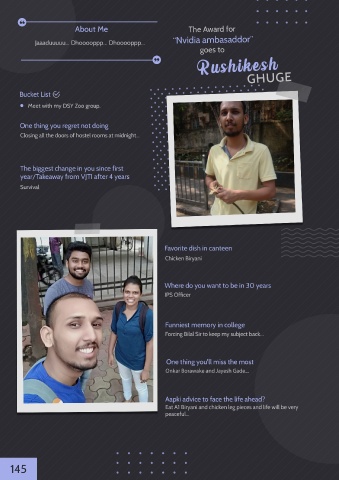 About Me
Jaaaduuuuu... Dhooooppp... Dhooooppp..
The Award for
"Nvidia ambasaddor"
goes to
Rushikesh
GHUGE
Bucket List
Meet with my DSY Zoo group.
One thing you regret not doing
Closing all the doors of hostel rooms at midnight..
The biggest change in you since first
year/Takeaway from VJTI after 4 years
Survival
Favorite dish in canteen
Chicken Biryani
Where do you want to be in 30 years
IPS Officer
Funniest memory in college
Forcing Bilal Sir to keep my subject back...
One thing you'll miss the most
Onkar Borawake and Jayesh Gade...
Aapki advice to face the life ahead?
Eat A1 Biryani and chicken leg pieces and life will be very
peaceful...
145